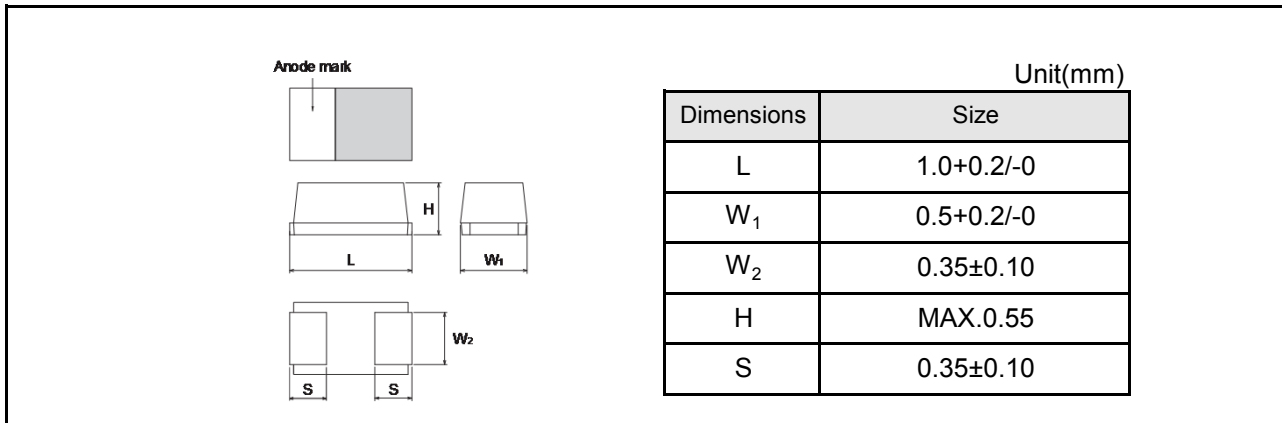 Anode mark
H
L
W1
W2
S S
Unit(mm)
Dimensions Size
L 1.0+0.2/-0
W1 0.5+0.2/-0
W2 0.35±0.10
H MAX.0.55
S 0.35±0.10